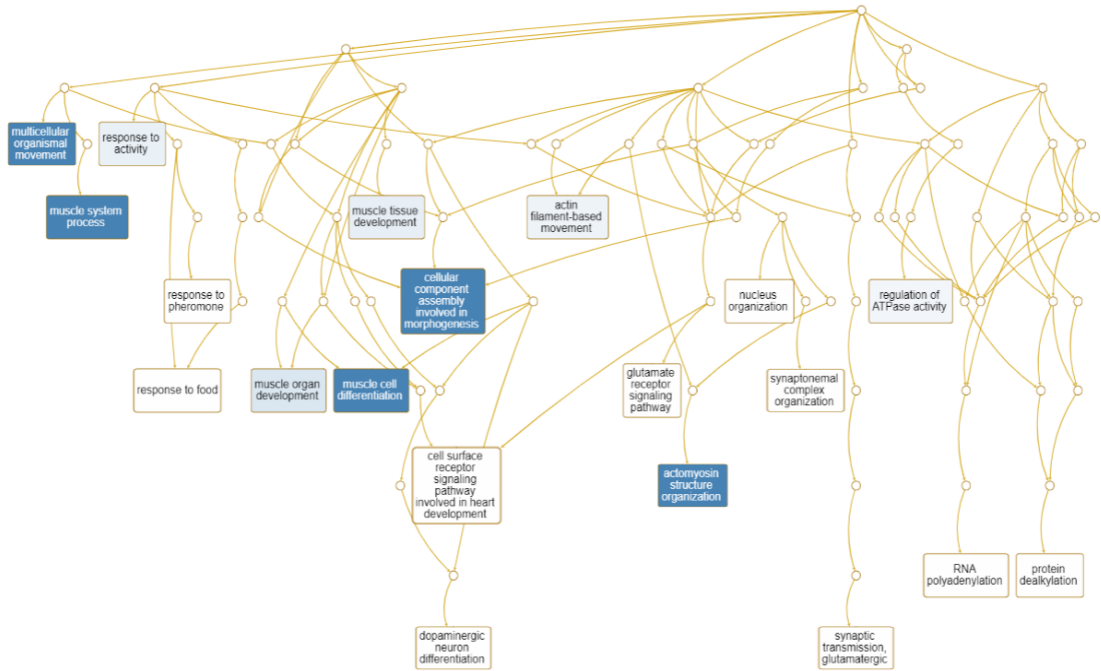 multicellular
organismal
movement
response to
activity
muscle system
process
muscle tissue
development
actin
filament-based
movement
response to
pheromone
cellular
component
assembly
involved in
morphogenesis
nucleus
organization
regulation of
ATPase activity
response to food
muscle organ
development
muscle cell
differentiation
glutamate
receptor
signaling
pathway
synaptonemal
complex
organization
cell surface
receptor
signaling
pathway
involved in heart
development
actomyosin
structure
organization
RNA
polyadenylation
protein
dealkylation
dopaminergic
neuron
differentiation
synaptic
transmission,
glutamatergic